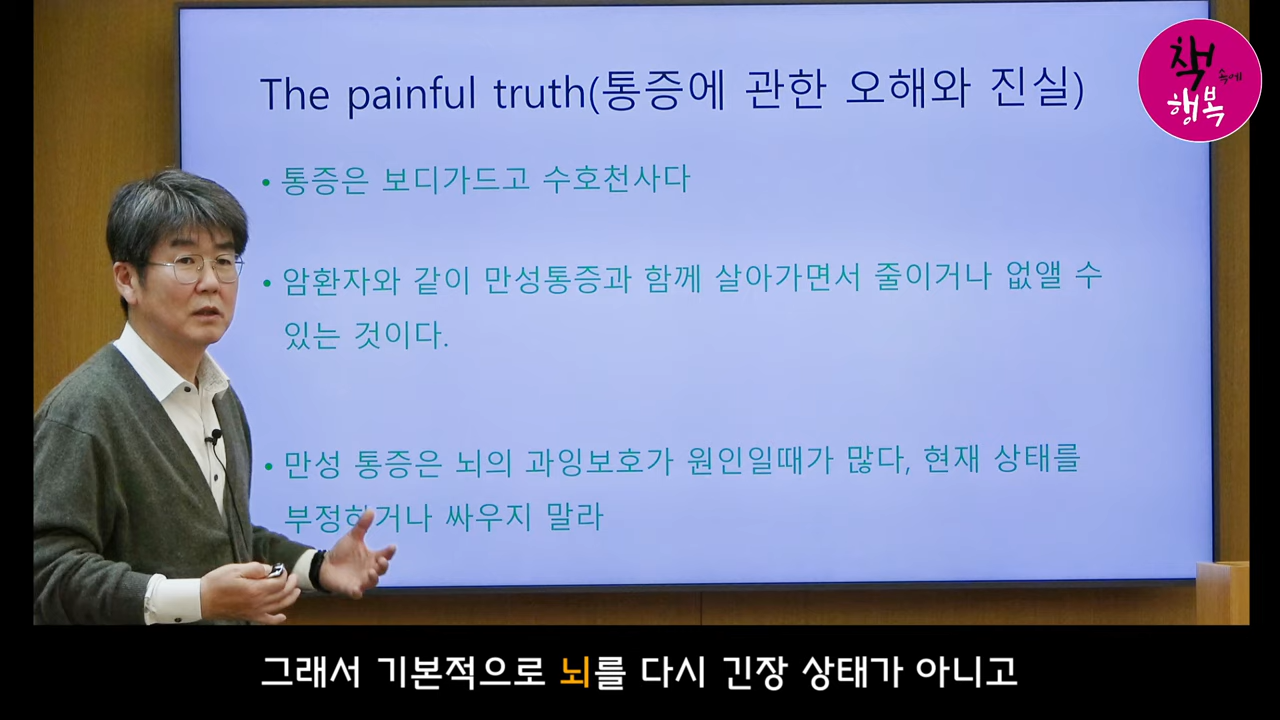 The painful truth(통증에 관한 오해와 진실)
• 통증은 보디가드고 수호천사다
• 암환자와 같이 만성통증과 함께 살아가면서 줄이거나 없앨 수
있는 것이다.
• 만성 통증은 뇌의 과잉보호가 원인일때가 많다, 현재 상태를
부정하거나 싸우지 말라
책
속에
행복
그래서 기본적으로 뇌를 다시 긴장 상태가 아니고